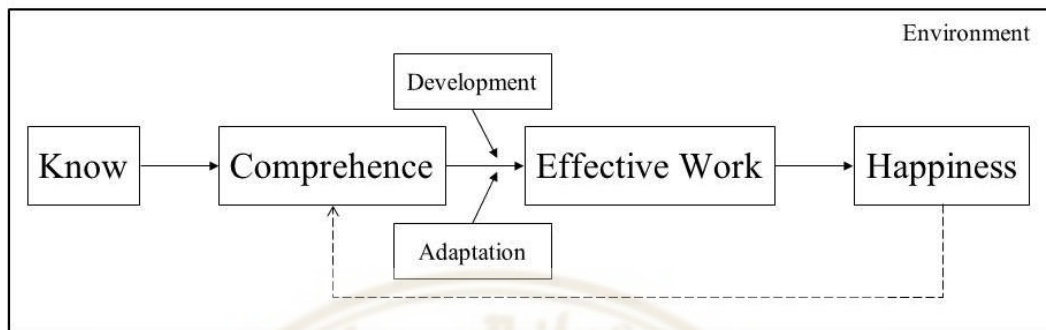 Environment
Development
Know
Comprehence
Effective Work
Happiness
Adaptation